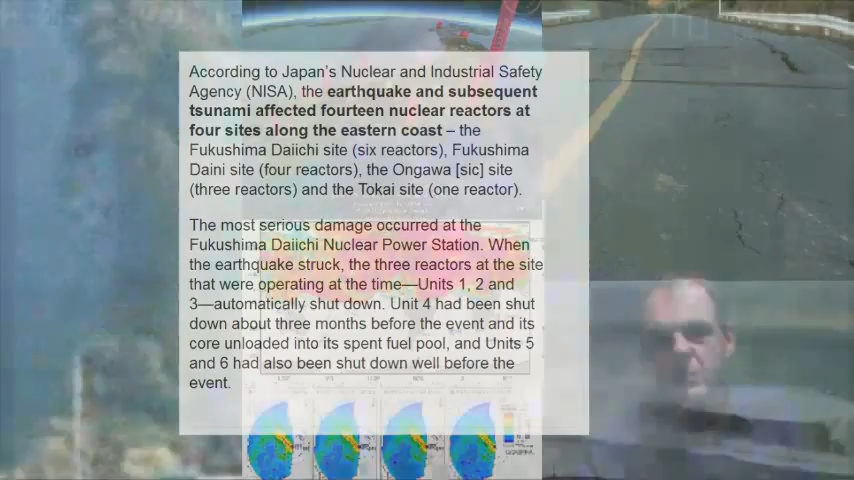 According to Japan's Nuclear and Industrial Safety
Agency (NISA), the earthquake and subsequent
tsunami affected fourteen nuclear reactors at
four sites along the eastern coast – the
Fukushima Daiichi site (six reactors), Fukushima
Daini site (four reactors), the Ongawa [sic] site
(three reactors) and the Tokai site (one reactor).
The most serious damage occurred at the
Fukushima Daiichi Nuclear Power Station. When
the earthquake struck, the three reactors at the site
that were operating at the time—Units 1, 2 and
3—automatically shut down. Unit 4 had been shut
down about three months before the event and its
core unloaded into its spent fuel pool, and Units 5
and 6 had also been shut down well before the
event.